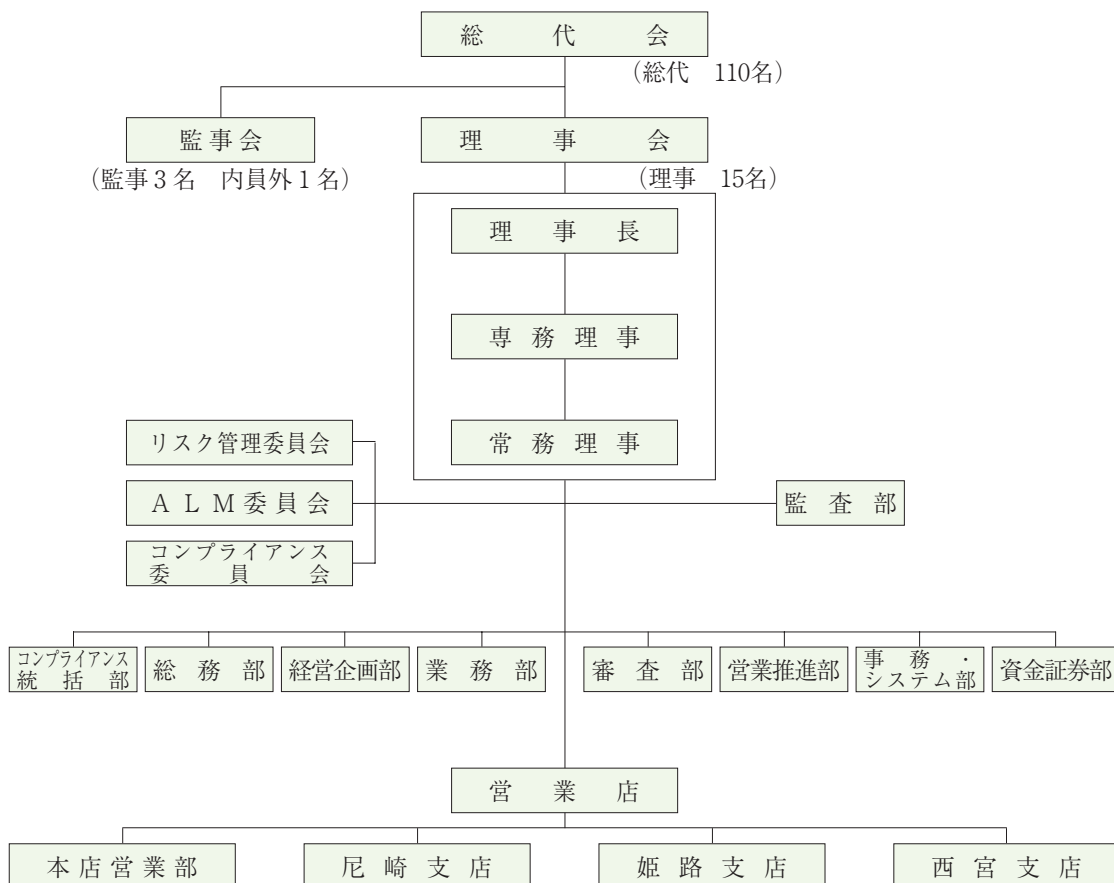 総代会
(総代 110名)
監事会
理事会
(監事3名 内員外1名)
(理事 15名)
理事長
専務理事
常務理事
リスク管理委員会
ALM委員会
コンプライアンス
委員会
監査部
コンプライアンス
統括部
総務部
経営企画部
業務部
審査部
営業推進部
事務・
システム部
資金証券部
営業店
本店営業部
尼崎支店
姫路支店
西宮支店